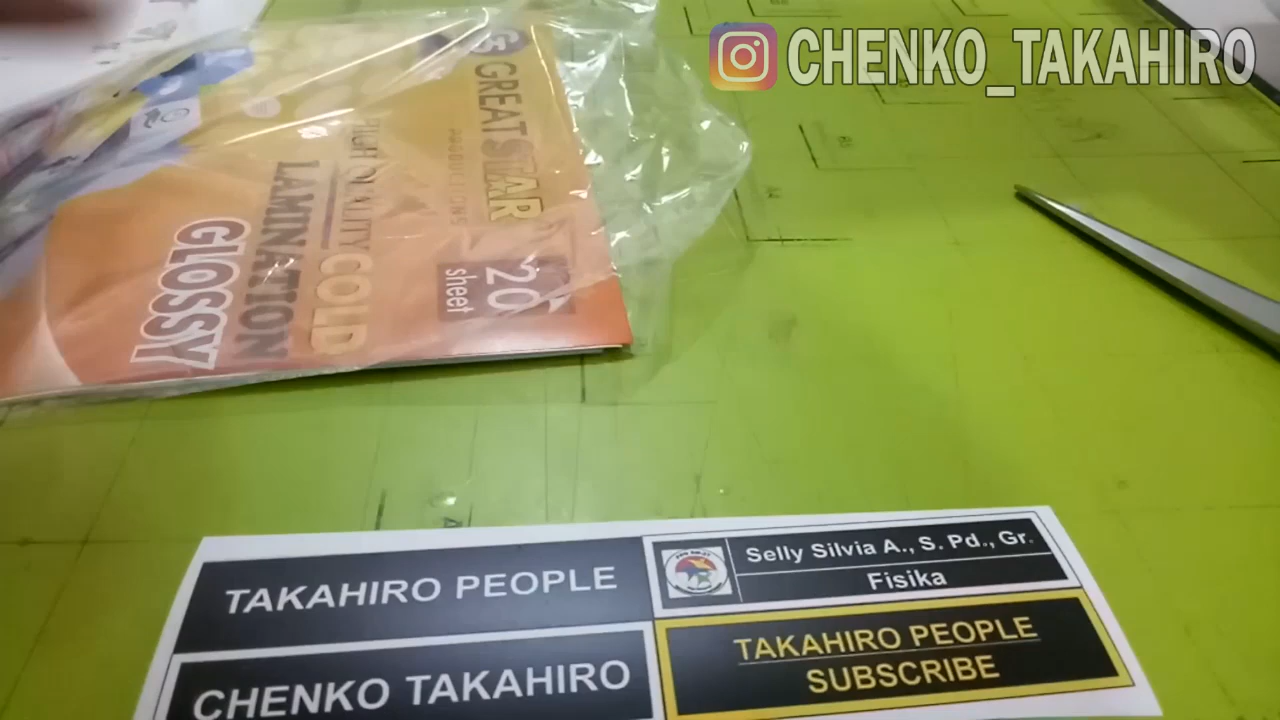 CHENKO_TAKAHIRO
GREAT STAR
PRODUCTIONS
HIGH QUALITY COLD
LAMINATION
GLOSSY
20
sheet
TAKAHIRO PEOPLE
Selly Silvia A., S. Pd., Gr.
Fisika
CHENKO TAKAHIRO
TAKAHIRO PEOPLE
SUBSCRIBE